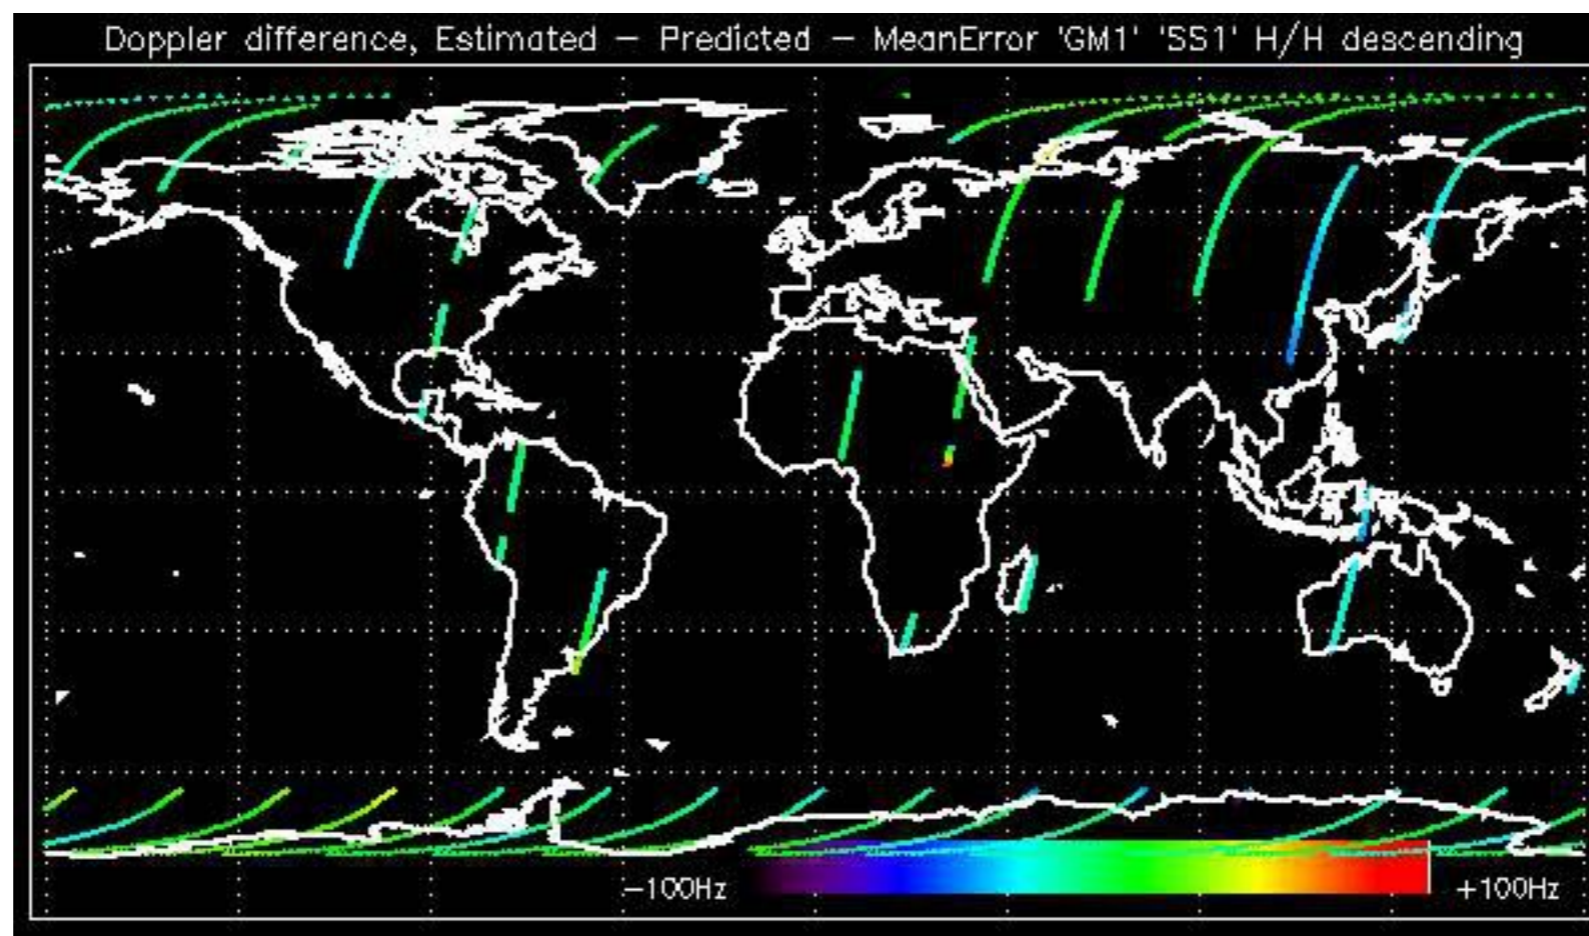 Doppler difference, Estimated - Predicted - MeanError 'GM1' 'SS1' H/H descending
-100Hz
+100Hz